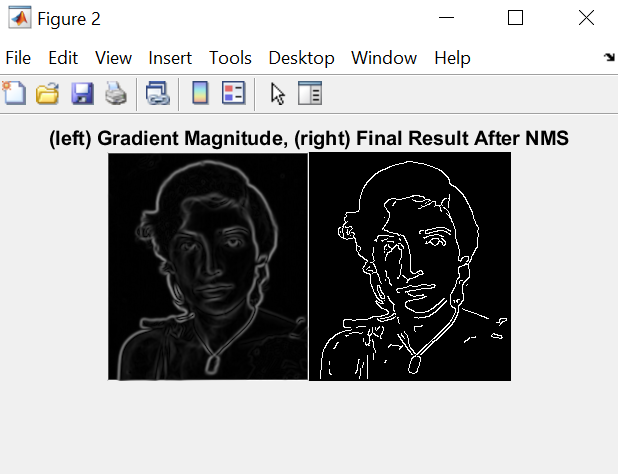 Figure 2
File Edit View Insert Tools Desktop Window Help
(left) Gradient Magnitude, (right) Final Result After NMS